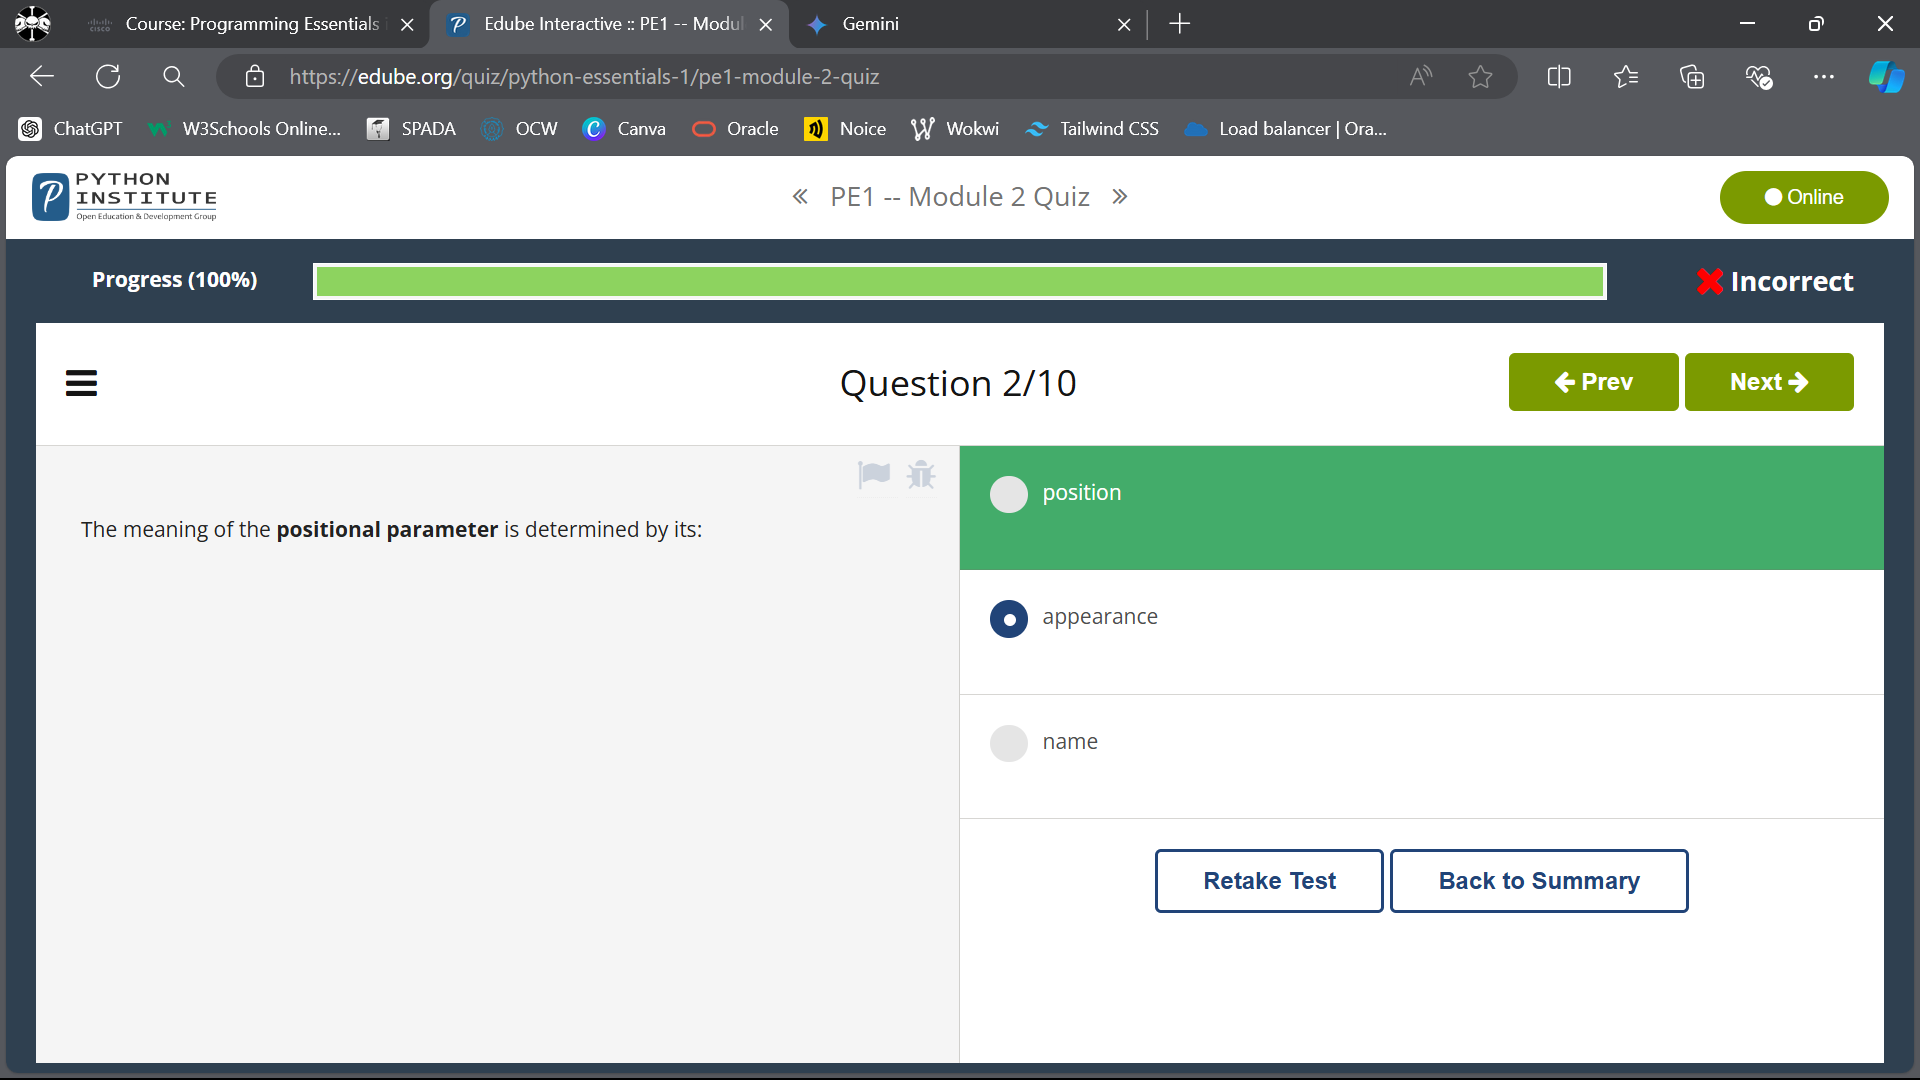 Course: Programming Essentials
Edube Interactive :: PE1 -- Modul
Gemini
https://edube.org/quiz/python-essentials-1/pe1-module-2-quiz
ChatGPT
W3Schools Online...
SPADA
OCW
Canva
Oracle
Noice
Wokwi
Tailwind CSS
Load balancer | Ora...
PYTHON
INSTITUTE
Open Education & Development Group
« PE1 -- Module 2 Quiz »
Online
Progress (100%)
Incorrect
Question 2/10
Prev
Next
The meaning of the positional parameter is determined by its:
position
appearance
name
Retake Test
Back to Summary